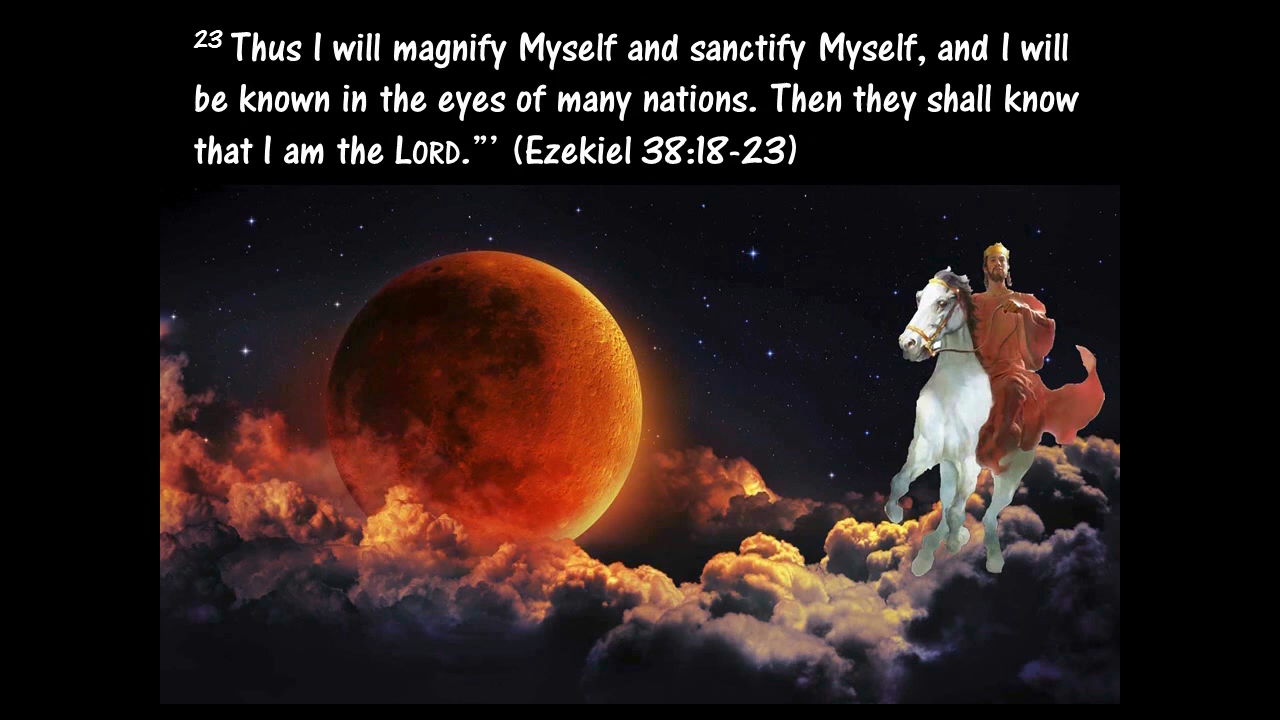 23 Thus I will magnify Myself and sanctify Myself, and I will
be known in the eyes of many nations. Then they shall know
that I am the LORD.”’ (Ezekiel 38:18-23)